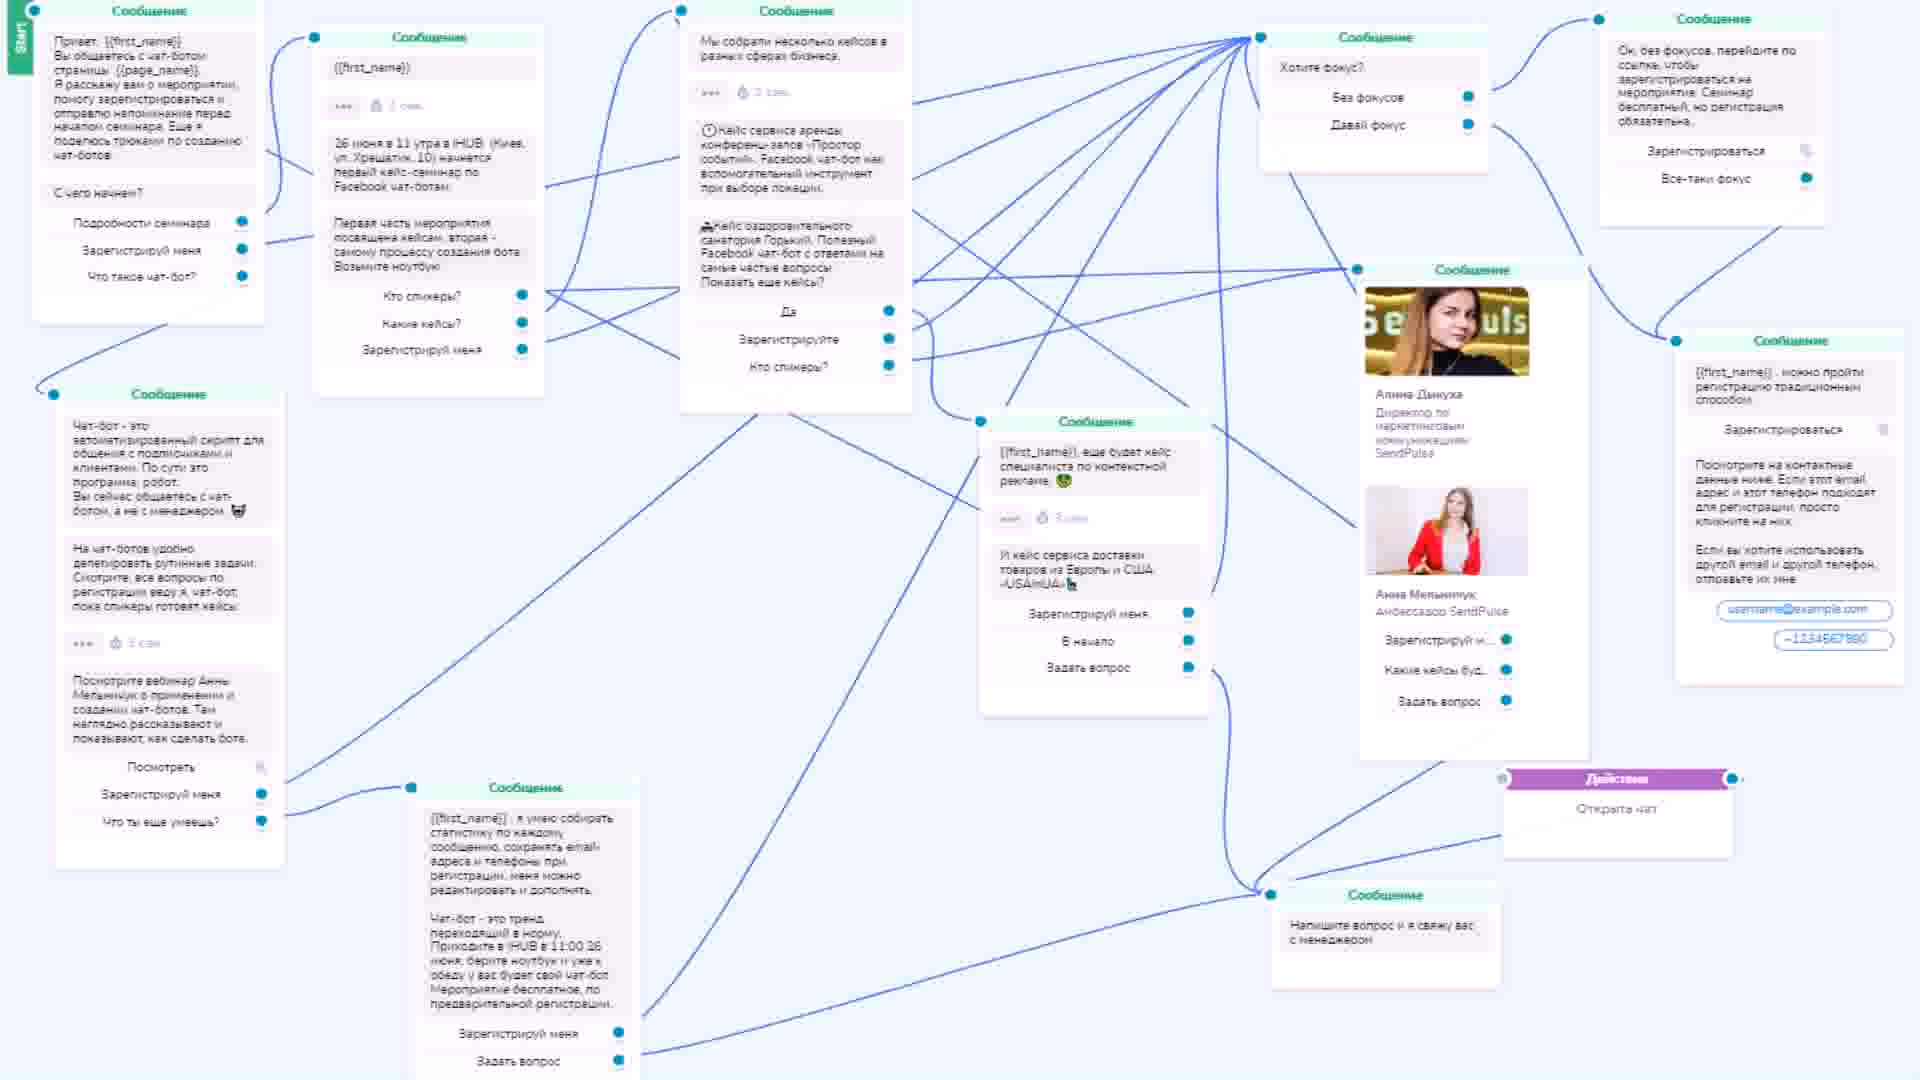 Start
Сообщение
Привет, {{first_name}}
Вы общаетесь с чат-ботом
страницы {{page_name}}.
Я расскажу вам о мероприятии,
помогу зарегистрироваться и
отправлю напоминание перед
началом семинара. Еще я
поделюсь трюками по созданию
чат-ботов.
С чего начнем?
Подробности семинара
Зарегистрируй меня
Что такое чат-бот?
Сообщение
{{first_name}}
26 июня в 11 утра в IHUB (Киев,
ул. Хрещатик, 10) начнется
первый кейс-семинар по
Facebook чат-ботам.
Первая часть мероприятия
посвящена кейсам, вторая -
самому процессу создания бота.
Возьмите ноутбук
Кто спикеры?
Какие кейсы?
Зарегистрируй меня
Сообщение
Мы собрали несколько кейсов в
разных сферах бизнеса.
Кейс сервиса аренды
конференц-залов «Простор
событий». Facebook чат-бот как
вспомогательный инструмент
при выборе локации.
Кейс оздоровительного
санатория Горький. Полезный
Facebook чат-бот с ответами на
самые частые вопросы
Показать еще кейсы?
Да
Зарегистрируйте
Кто спикеры?
Сообщение
Хотите фокус?
Без фокусов
Давай фокус
Сообщение
Ок, без фокусов, перейдите по
ссылке, чтобы
зарегистрироваться на
мероприятие. Семинар
бесплатный, но регистрация
обязательна.
Зарегистрироваться
Все-таки фокус
Сообщение
Чат-бот - это
автоматизированный скрипт для
общения с подписчиками и
клиентами. По сути это
программа, робот.
Вы сейчас общаетесь с чат-
ботом, а не с менеджером
На чат-ботов удобно
делегировать рутинные задачи.
Смотрите, все вопросы по
регистрации веду я, чат-бот,
пока спикеры готовят кейсы.
3 сек.
Посмотрите вебинар Анны
Мельничук о применении и
создании чат-ботов. Там
наглядно рассказывают и
показывают, как сделать бота.
Посмотреть
Зарегистрируй меня
Что ты еще умеешь?
Сообщение
{{first_name}} , я умею собирать
статистику по каждому
сообщению, сохранять email-
адреса и телефоны при
регистрации, меня можно
редактировать и дополнять.
Чат-бот - это тренд,
переходящий в норму.
Приходите в IHUB в 11:00 26
июня, берите ноутбук и уже к
обеду у вас будет свой чат-бот.
Мероприятие бесплатное, по
предварительной регистрации.
Зарегистрируй меня
Задать вопрос
Сообщение
{{first_name}}, еще будет кейс
специалиста по контекстной
рекламе.
И кейс сервиса доставки
товаров из Европы и США
«USAinUA»
Зарегистрируй меня
В начало
Задать вопрос
Сообщение
Алина Дыкуха
Директор по
маркетинговым
коммуникациям
SendPulse
Анна Мельничук
Амбассадор SendPulse
Зарегистрируй м...
Какие кейсы буд...
Задать вопрос
Сообщение
{{first_name}} , можно пройти
регистрацию традиционным
способом
Зарегистрироваться
Посмотрите на контактные
данные ниже. Если этот email
адрес и этот телефон подходят
для регистрации, просто
кликните на них.
Если вы хотите использовать
другой email и другой телефон,
отправьте их мне
username@example.com
+1234567890
Действия
Открыть чат
Сообщение
Напишите вопрос и я свяжу вас
с менеджером